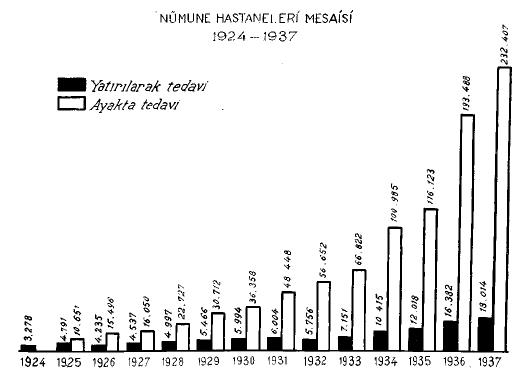 NÜMUNE HASTANELERİ MESAİSİ
1924-1937
Yatırılarak tedavi
Ayakta tedavi
3,278
4.791 10.651
4.235 15.496
4.537 16.050
4.997 22.727
5.466 30.712
5.994 36.358
6.004 48 448
5.756 56.652
7.151 66.822
10 415 104.985
12.018 116.123
16.382 193.488
18.014 232.407
1924 1925 1926 1927 1928 1929 1930 1931 1932 1933 1934 1935 1936 1937